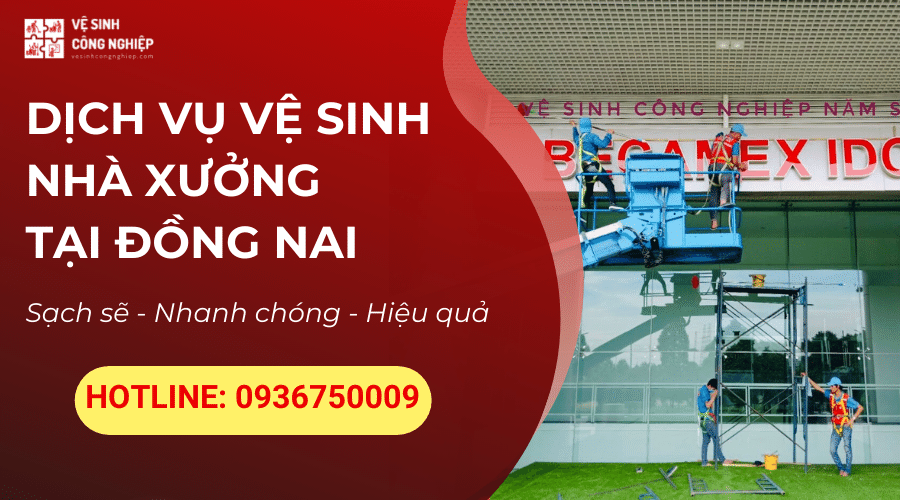 VỆ SINH
CÔNG NGHIỆP
vesinhcongnghiep.com
DỊCH VỤ VỆ SINH
NHÀ XƯỞNG
TẠI ĐỒNG NAI
Sạch sẽ - Nhanh chóng - Hiệu quả
HOTLINE: 0936750009
VỆ SINH CÔNG NGHIỆP NĂM S
BECAMEX IDC